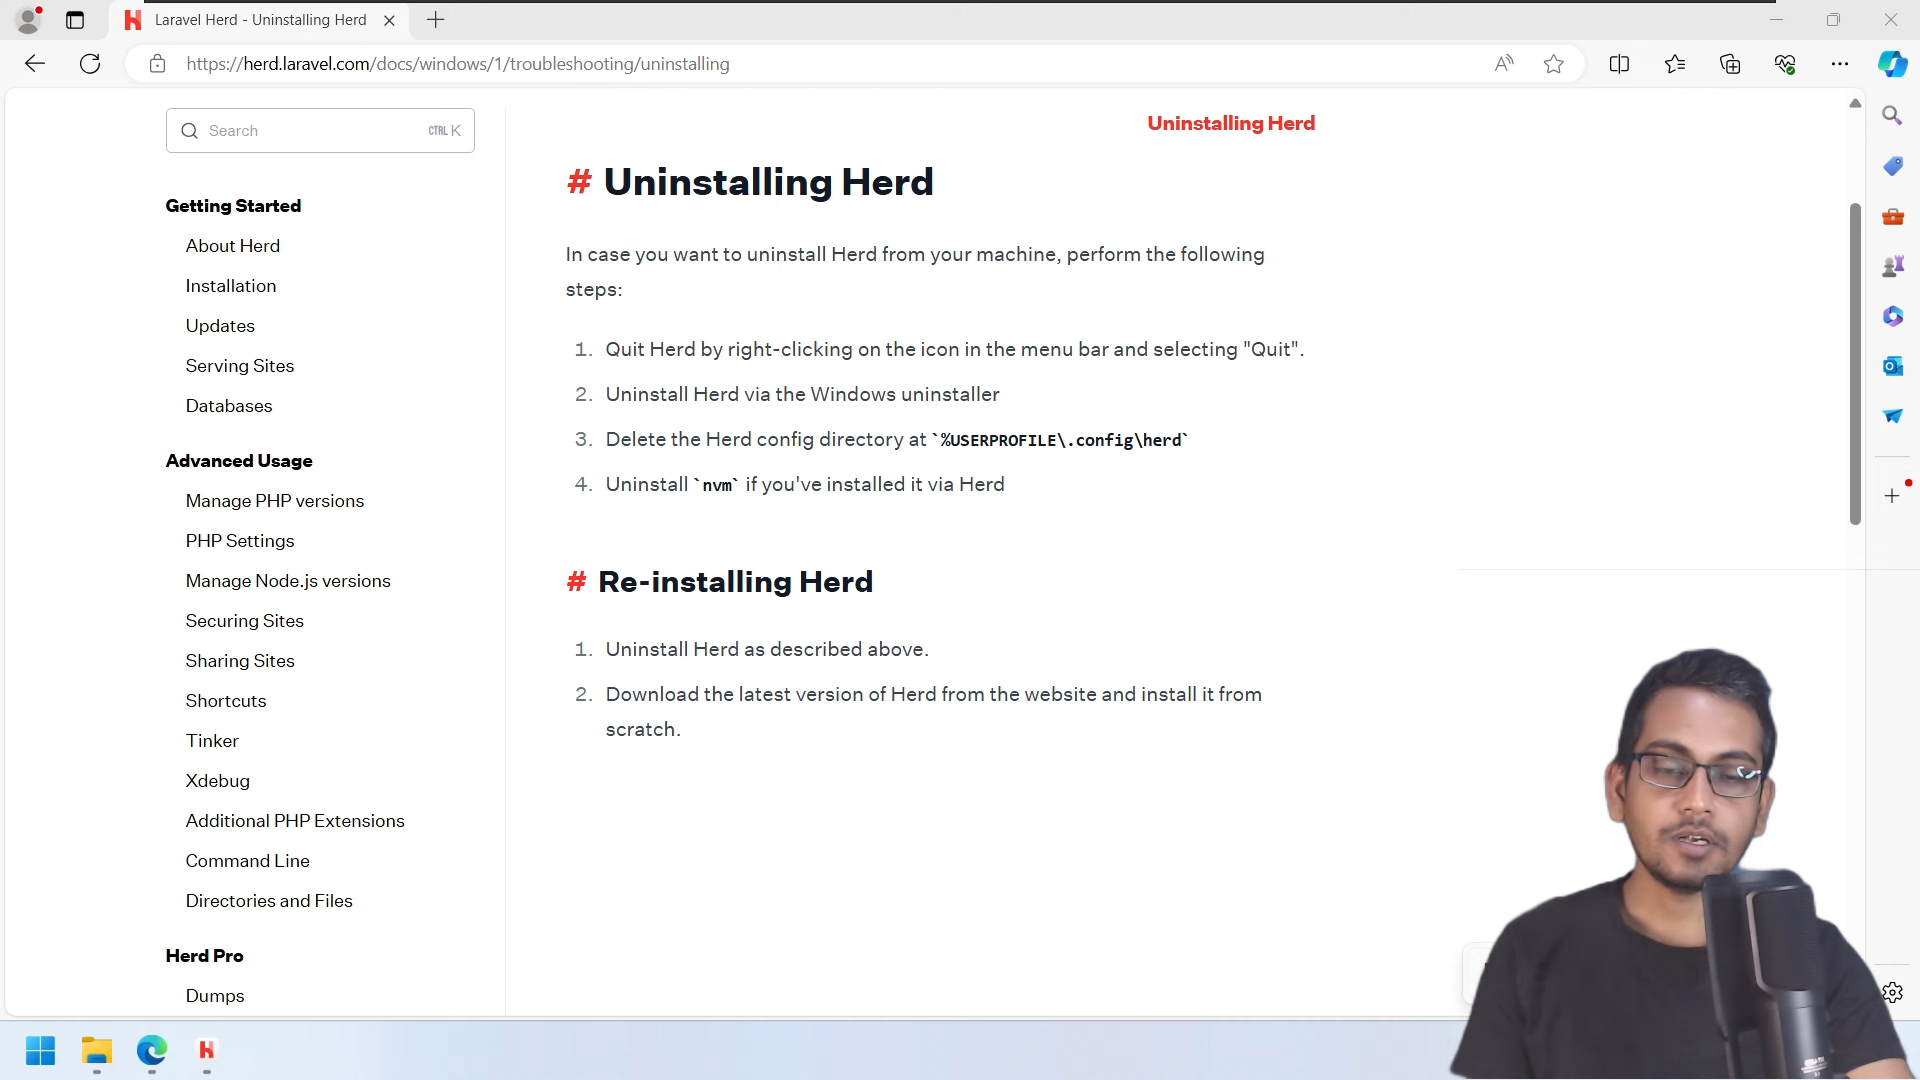 Laravel Herd - Uninstalling Herd
https://herd.laravel.com/docs/windows/1/troubleshooting/uninstalling
Search
CTRL K
Getting Started
About Herd
Installation
Updates
Serving Sites
Databases
Advanced Usage
Manage PHP versions
PHP Settings
Manage Node.js versions
Securing Sites
Sharing Sites
Shortcuts
Tinker
Xdebug
Additional PHP Extensions
Command Line
Directories and Files
Herd Pro
Dumps
Uninstalling Herd
# Uninstalling Herd
In case you want to uninstall Herd from your machine, perform the following
steps:
1. Quit Herd by right-clicking on the icon in the menu bar and selecting "Quit".
2. Uninstall Herd via the Windows uninstaller
3. Delete the Herd config directory at `%USERPROFILE\.config\herd`
4. Uninstall `nvm` if you've installed it via Herd
# Re-installing Herd
1. Uninstall Herd as described above.
2. Download the latest version of Herd from the website and install it from
scratch.